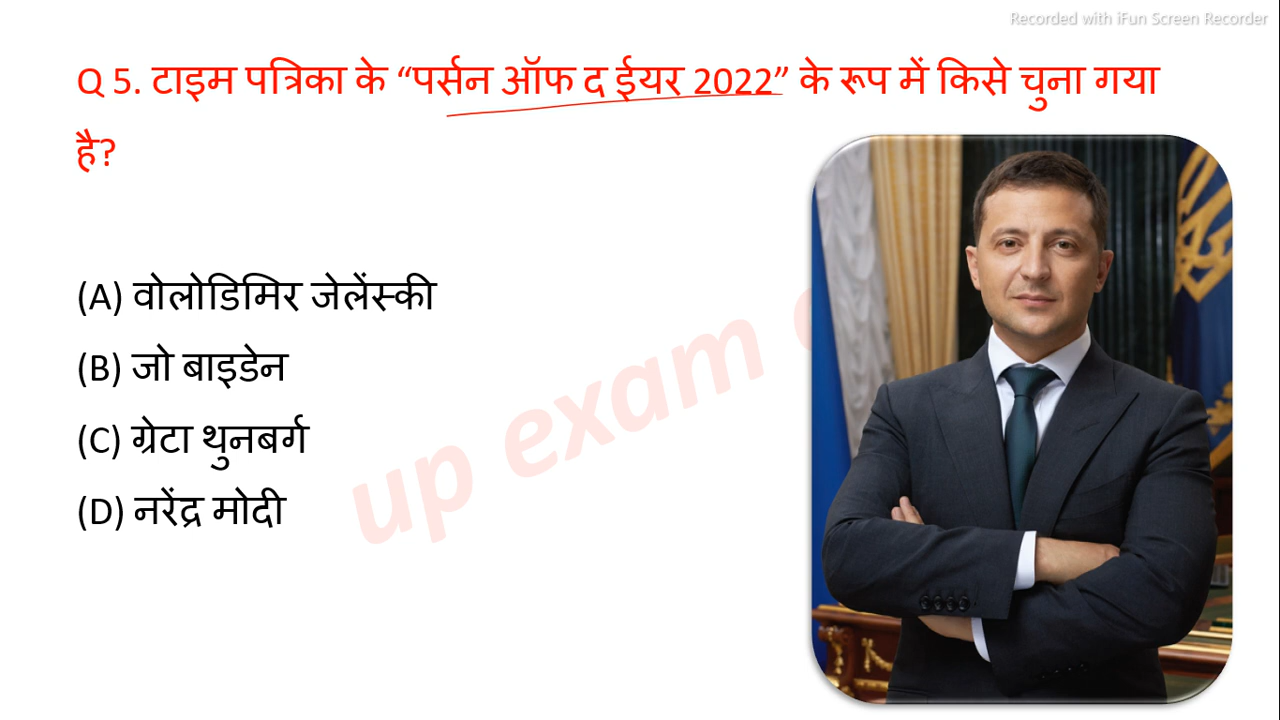 Recorded with iFun Screen Recorder
Q 5. टाइम पत्रिका के “पर्सन ऑफ द ईयर 2022” के रूप में किसे चुना गया
है?
(A) वोलोडिमिर जेलेंस्की
(B) जो बाइडेन
(C) ग्रेटा थुनबर्ग
(D) नरेंद्र मोदी
up exam